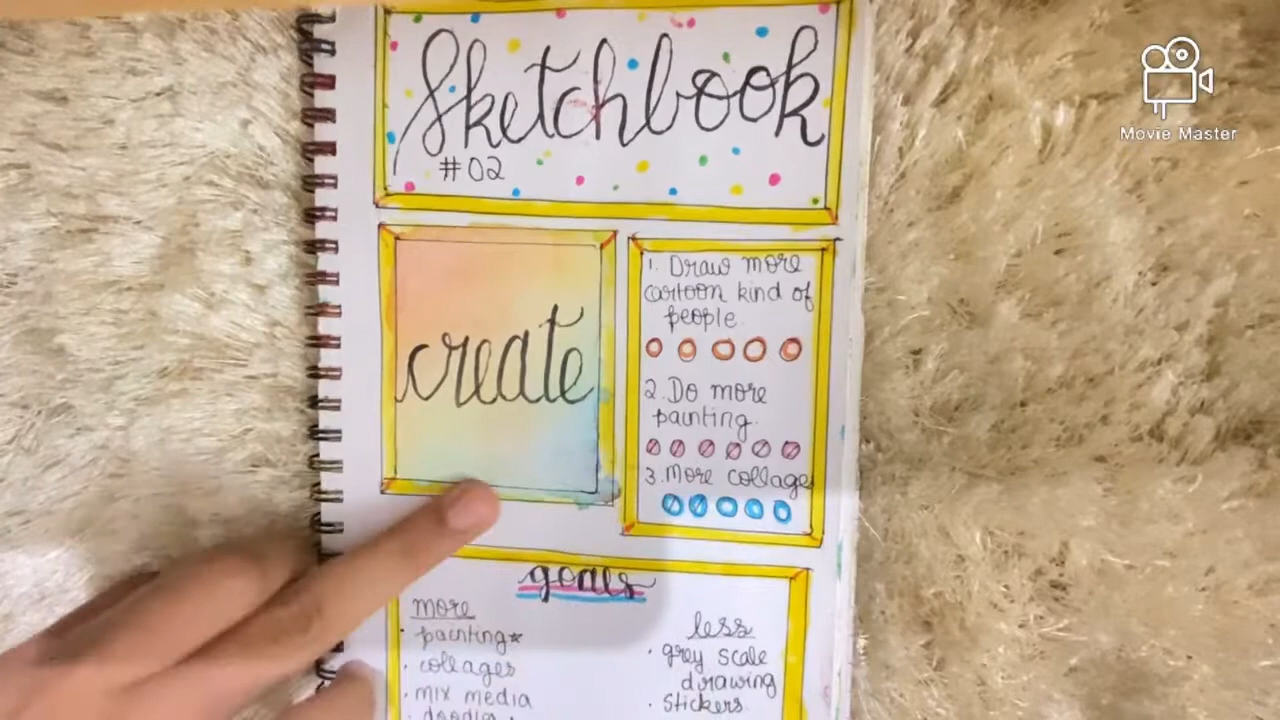 Sketchbook
#02
create
1. Draw more
cartoon kind of
people.
2. Do more
painting.
3. More collages
goals
more
· painting*
· collages
· mix media
· doodles
less
· grey scale
drawing
· stickers
Movie Master